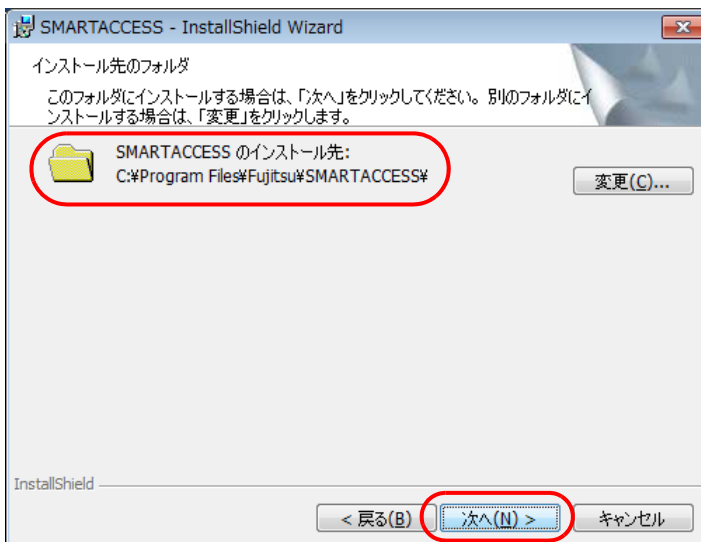 SMARTACCESS - InstallShield Wizard
インストール先のフォルダ
このフォルダにインストールする場合は、「次へ」をクリックしてください。別のフォルダにイ
ンストールする場合は、「変更」をクリックします。
SMARTACCESS のインストール先:
C:¥Program Files¥Fujitsu¥SMARTACCESS¥
変更(C)...
InstallShield
< 戻る(B)
次へ(N) >
キャンセル